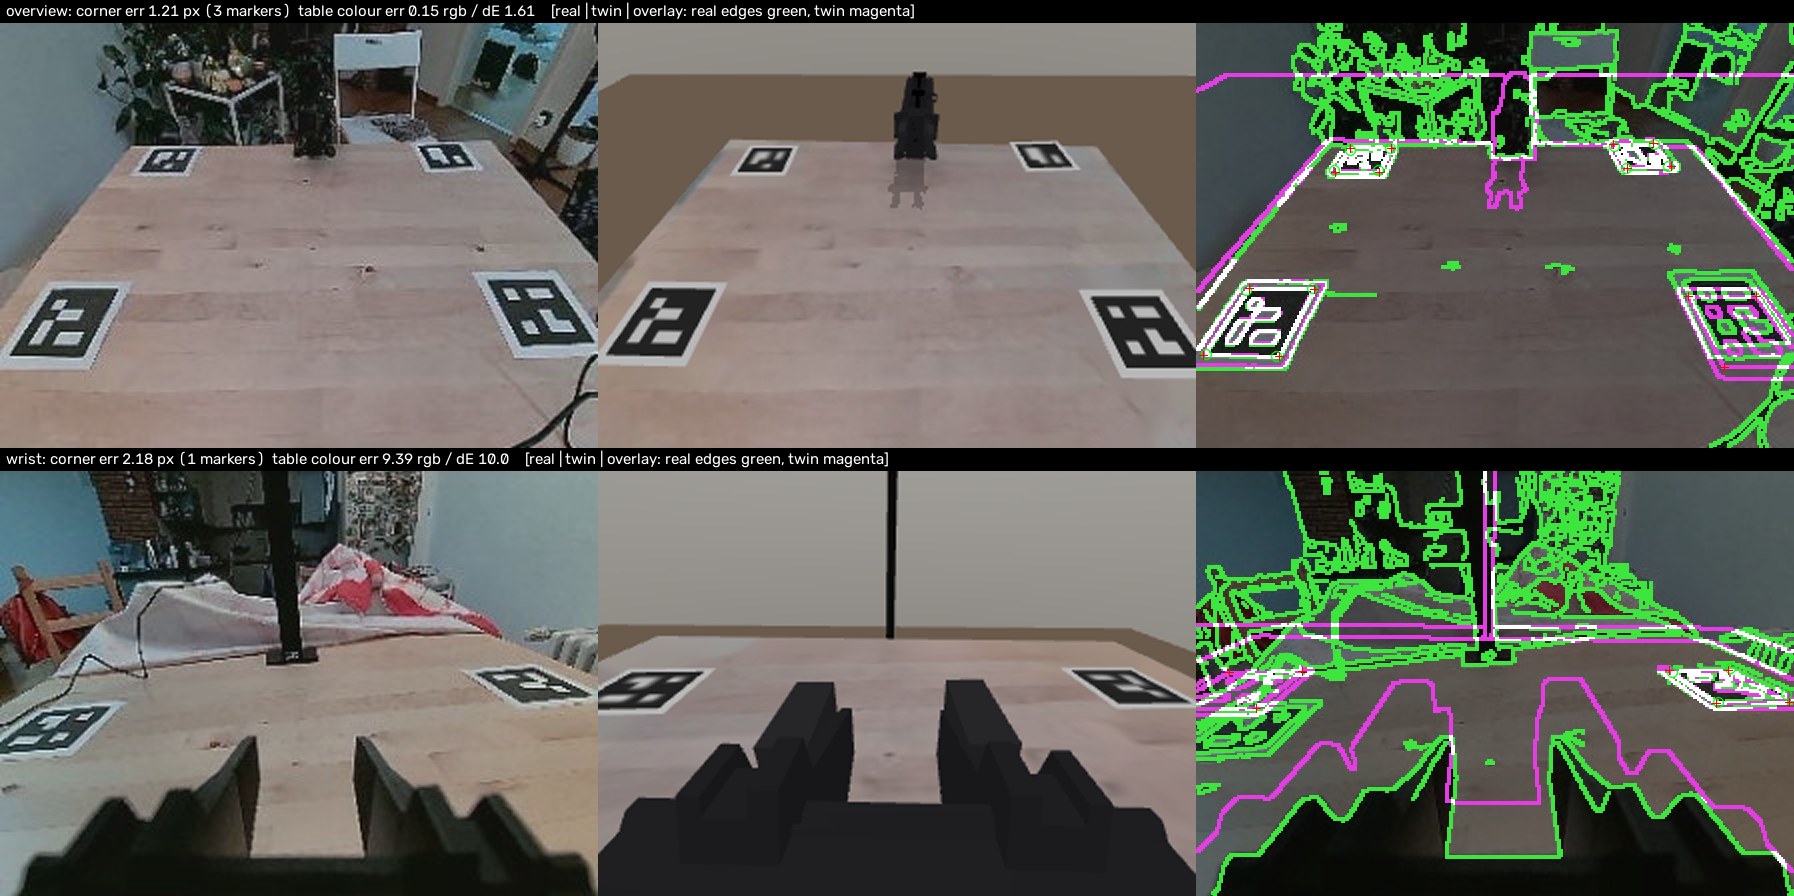 overview: corner err 1.21 px (3 markers) table colour err 0.15 rgb / dE 1.61 [real | twin | overlay: real edges green, twin magenta]
wrist: corner err 2.18 px (1 markers) table colour err 9.39 rgb / dE 10.0 [real | twin | overlay: real edges green, twin magenta]